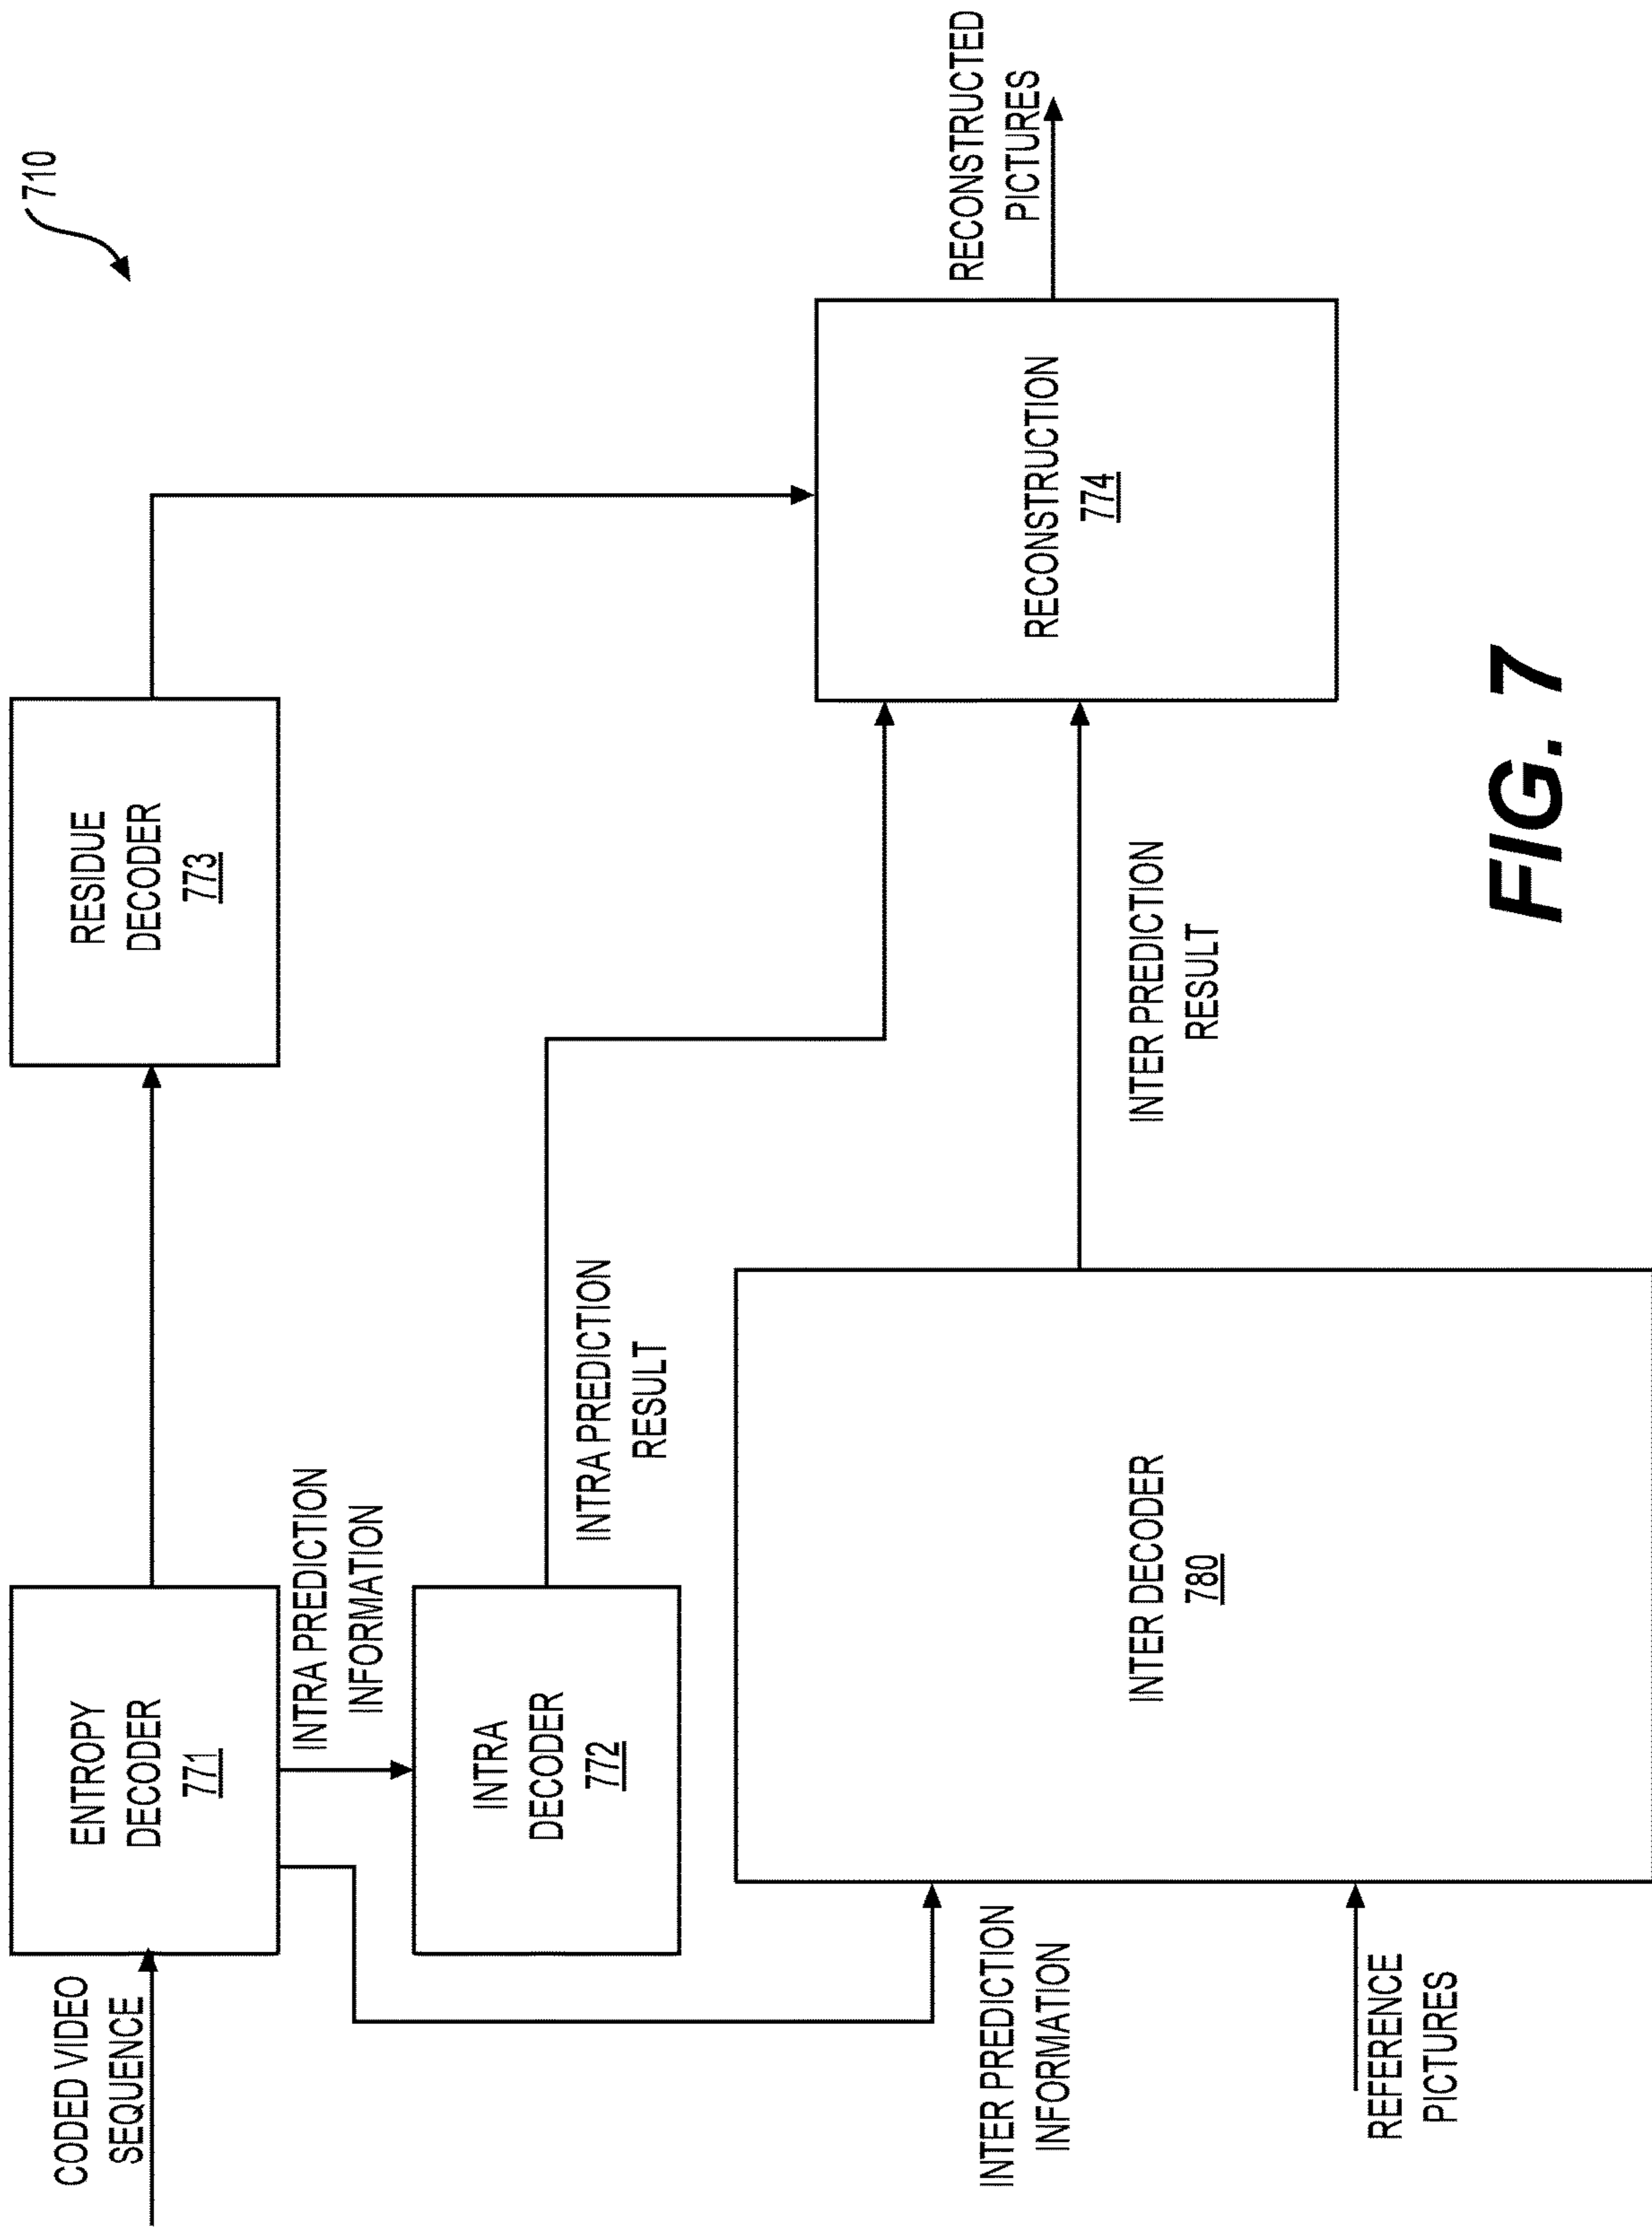 710
CODED VIDEO
SEQUENCE
ENTROPY
DECODER
771
RESIDUE
DECODER
773
INTRA PREDICTION
INFORMATION
INTRA
DECODER
772
INTRA PREDICTION
RESULT
RECONSTRUCTION
774
RECONSTRUCTED
PICTURES
INTER PREDICTION
INFORMATION
INTER DECODER
780
INTER PREDICTION
RESULT
REFERENCE
PICTURES
FIG. 7